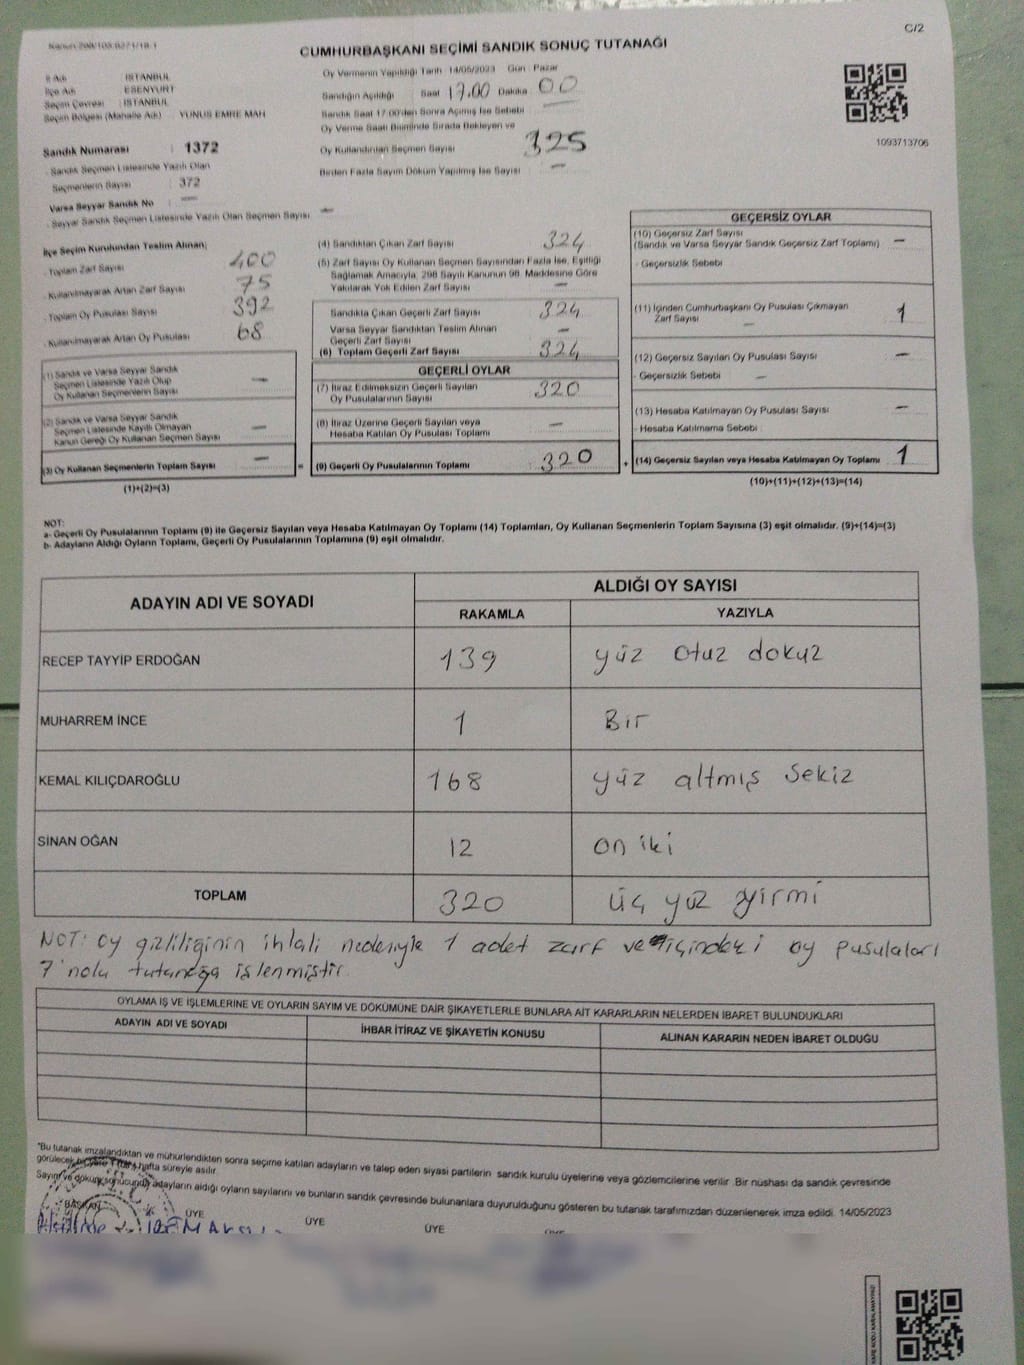 C/2
CUMHURBAŞKANI SEÇİMİ SANDIK SONUÇ TUTANAĞI
İl Adı : İSTANBUL
İlçe Adı : ESENYURT
Seçim Çevresi : İSTANBUL
Seçim Bölgesi (Mahalle Adı) : YUNUS EMRE MAH
Sandık Numarası : 1372
- Sandık Seçmen Listesinde Yazılı Olan
Seçmenlerin Sayısı : 372
Varsa Seyyar Sandık No : —
- Seyyar Sandık Seçmen Listesinde Yazılı Olan Seçmen Sayısı : —
Oy Vermenin Yapıldığı Tarih : 14/05/2023 Gün : Pazar
Sandığın Açıldığı : Saat 17.00 Dakika : 00
Sandık Saat 17:00'den Sonra Açılmış İse Sebebi —
Oy Verme Saati Bitiminde Sırada Bekleyen ve
Oy Kullandırılan Seçmen Sayısı : 325
Birden Fazla Sayım Döküm Yapılmış İse Sayısı : —
1093713706
İlçe Seçim Kurulundan Teslim Alınan;
- Toplam Zarf Sayısı : 400
- Kullanılmayarak Artan Zarf Sayısı : 75
- Toplam Oy Pusulası Sayısı : 392
- Kullanılmayarak Artan Oy Pusulası : 68
(1) Sandık ve Varsa Seyyar Sandık
Seçmen Listesinde Yazılı Olup
Oy Kullanan Seçmenlerin Sayısı : —
(2) Sandık ve Varsa Seyyar Sandık
Seçmen Listesinde Kayıtlı Olmayan
Kanun Gereği Oy Kullanan Seçmen Sayısı : —
(3) Oy Kullanan Seçmenlerin Toplam Sayısı : —
(1)+(2)=(3)
(4) Sandıktan Çıkan Zarf Sayısı : 324
(5) Zarf Sayısı Oy Kullanan Seçmen Sayısından Fazla İse, Eşitliği
Sağlamak Amacıyla, 298 Sayılı Kanunun 98. Maddesine Göre
Yakılarak Yok Edilen Zarf Sayısı : —
Sandıkta Çıkan Geçerli Zarf Sayısı : 324
Varsa Seyyar Sandıktan Teslim Alınan
Geçerli Zarf Sayısı : —
(6) Toplam Geçerli Zarf Sayısı : 324
GEÇERLİ OYLAR
(7) İtiraz Edilmeksizin Geçerli Sayılan
Oy Pusulalarının Sayısı : 320
(8) İtiraz Üzerine Geçerli Sayılan veya
Hesaba Katılan Oy Pusulası Toplamı : —
= (9) Geçerli Oy Pusulalarının Toplamı : 320
GEÇERSİZ OYLAR
(10) Geçersiz Zarf Sayısı
(Sandık ve Varsa Seyyar Sandık Geçersiz Zarf Toplamı) : —
- Geçersizlik Sebebi :
(11) İçinden Cumhurbaşkanı Oy Pusulası Çıkmayan
Zarf Sayısı : 1
(12) Geçersiz Sayılan Oy Pusulası Sayısı : —
- Geçersizlik Sebebi : —
(13) Hesaba Katılmayan Oy Pusulası Sayısı : —
- Hesaba Katılmama Sebebi :
+ (14) Geçersiz Sayılan veya Hesaba Katılmayan Oy Toplamı : 1
(10)+(11)+(12)+(13)=(14)
NOT:
a- Geçerli Oy Pusulalarının Toplamı (9) ile Geçersiz Sayılan veya Hesaba Katılmayan Oy Toplamı (14) Toplamları, Oy Kullanan Seçmenlerin Toplam Sayısına (3) eşit olmalıdır. (9)+(14)=(3)
b- Adayların Aldığı Oyların Toplamı, Geçerli Oy Pusulalarının Toplamına (9) eşit olmalıdır.
ADAYIN ADI VE SOYADI
ALDIĞI OY SAYISI
RAKAMLA YAZIYLA
RECEP TAYYİP ERDOĞAN 139 yüz otuz dokuz
MUHARREM İNCE 1 Bir
KEMAL KILIÇDAROĞLU 168 yüz altmış sekiz
SİNAN OĞAN 12 on iki
TOPLAM 320 üç yüz yirmi
NOT: oy gizliliğinin ihlali nedeniyle 1 adet zarf ve içindeki oy pusulaları
7'nolu tutanağa işlenmiştir.
OYLAMA İŞ VE İŞLEMLERİNE VE OYLARIN SAYIM VE DÖKÜMÜNE DAİR ŞİKAYETLERLE BUNLARA AİT KARARLARIN NELERDEN İBARET BULUNDUKLARI
ADAYIN ADI VE SOYADI İHBAR İTİRAZ VE ŞİKAYETİN KONUSU ALINAN KARARIN NEDEN İBARET OLDUĞU
*Bu tutanak imzalandıktan ve mühürlendikten sonra seçime katılan adayların ve talep eden siyasi partilerin sandık kurulu üyelerine veya gözlemcilerine verilir. Bir nüshası da sandık çevresinde
görülecek bir yere 1 (bir) hafta süreyle asılır.
Sayım ve döküm sonucunda adayların aldığı oyların sayılarını ve bunların sandık çevresinde bulunanlara duyurulduğunu gösteren bu tutanak tarafımızdan düzenlenerek imza edildi. 14/05/2023
BAŞKAN ÜYE ÜYE ÜYE ÜYE